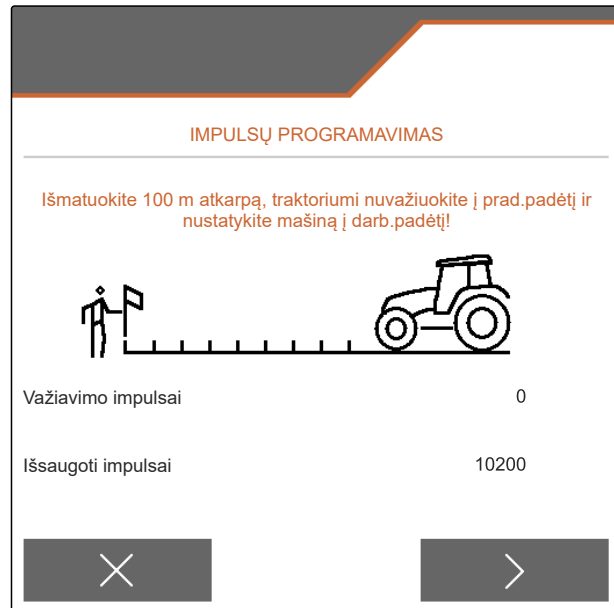 IMPULSŲ PROGRAMAVIMAS
Išmatuokite 100 m atkarpą, traktoriumi nuvažiuokite į prad.padėtį ir
nustatykite mašiną į darb.padėtį!
Važiavimo impulsai 0
Išsaugoti impulsai 10200